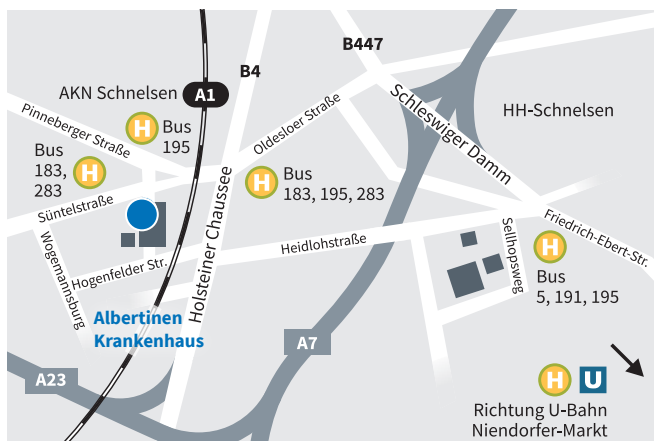 B447
B4
AKN Schnelsen
A1
Schleswiger Damm
HH-Schnelsen
Pinneberger Straße
H
Bus
195
Oldesloer Straße
Bus
183,
283
H
H
Bus
183, 195, 283
Süntelstraße
Holsteiner Chaussee
Wogemannsburg
Hogenfelder Str.
Heidlohstraße
Sellhopsweg
Friedrich-Ebert-Str.
H
Bus
5, 191, 195
Albertinen
Krankenhaus
A7
A23
H
U
Richtung U-Bahn
Niendorfer-Markt